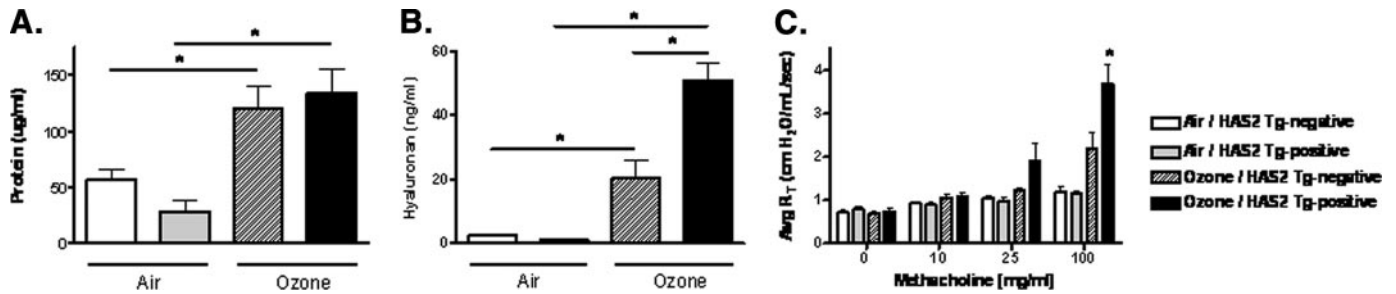 A.
Protein (ug/ml)
150
100
50
0
*
*
Air
Ozone
B.
Hyaluronan (ng/ml)
60
40
20
0
*
*
*
Air
Ozone
C.
Avg R_T (cm H₂O/mL/sec)
4
3
2
1
0
*
0
10
25
100
Methacholine [mg/ml]
Air / HAS2 Tg-negative
Air / HAS2 Tg-positive
Ozone / HAS2 Tg-negative
Ozone / HAS2 Tg-positive